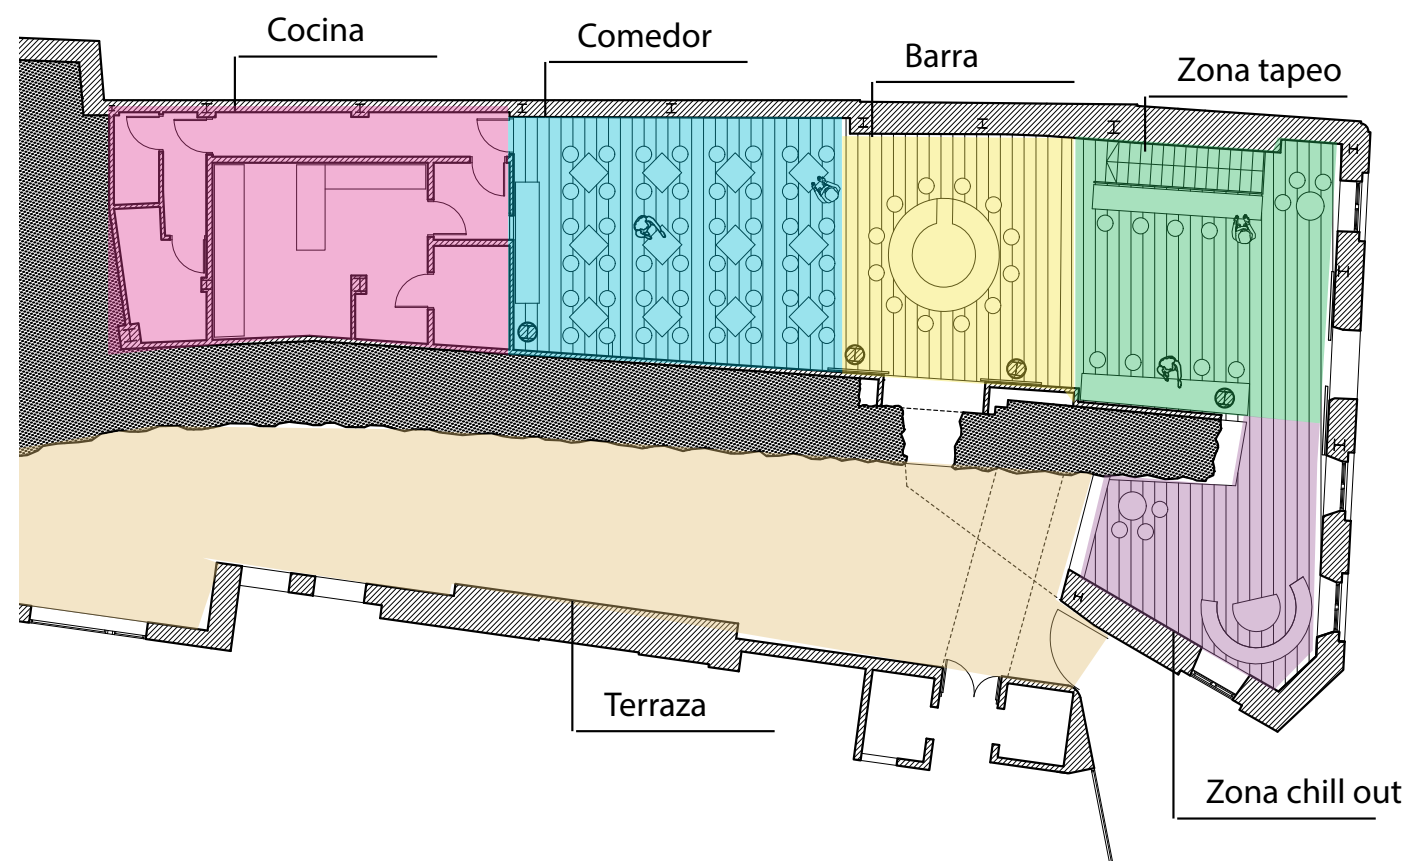 Cocina
Comedor
Barra
Zona tapeo
Terraza
Zona chill out